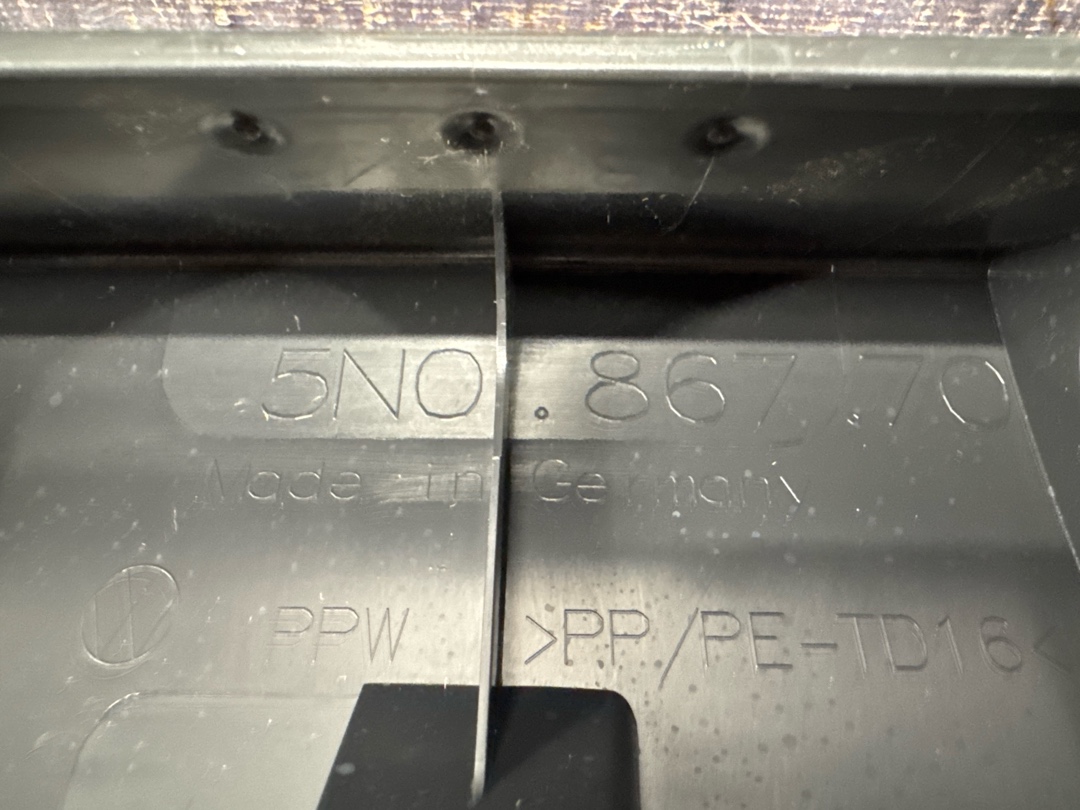 5N0.867.70
Made in Germany
PPW >PP/PE-TD16<